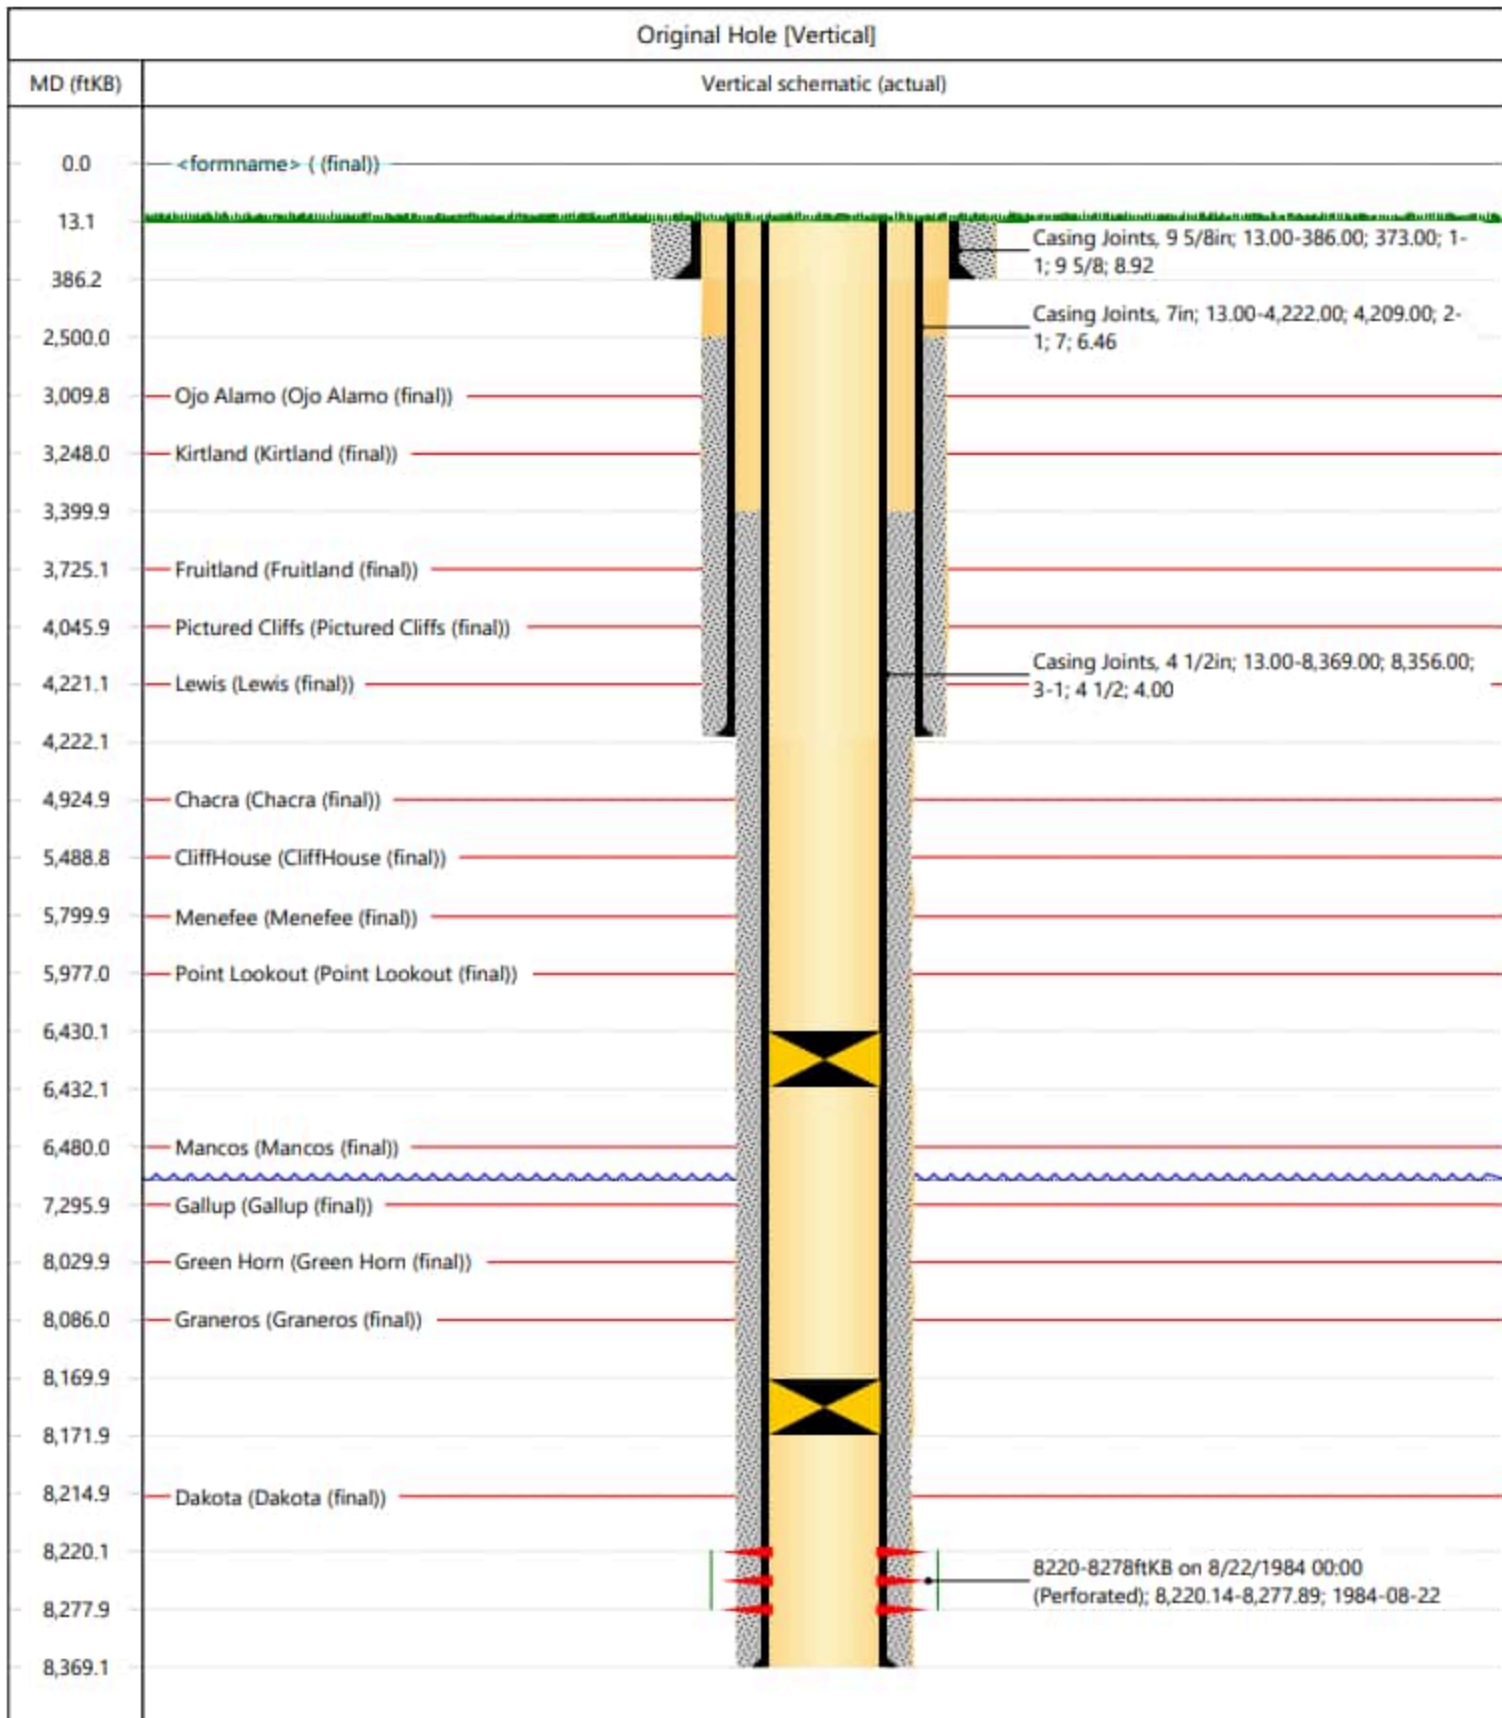 Original Hole [Vertical]
MD (ftKB)
Vertical schematic (actual)
0.0
<formname> ( (final))
13.1
Casing Joints, 9 5/8in; 13.00-386.00; 373.00; 1-
1; 9 5/8; 8.92
386.2
Casing Joints, 7in; 13.00-4,222.00; 4,209.00; 2-
1; 7; 6.46
2,500.0
3,009.8
Ojo Alamo (Ojo Alamo (final))
3,248.0
Kirtland (Kirtland (final))
3,399.9
3,725.1
Fruitland (Fruitland (final))
4,045.9
Pictured Cliffs (Pictured Cliffs (final))
Casing Joints, 4 1/2in; 13.00-8,369.00; 8,356.00;
3-1; 4 1/2; 4.00
4,221.1
Lewis (Lewis (final))
4,222.1
4,924.9
Chacra (Chacra (final))
5,488.8
CliffHouse (CliffHouse (final))
5,799.9
Menefee (Menefee (final))
5,977.0
Point Lookout (Point Lookout (final))
6,430.1
6,432.1
6,480.0
Mancos (Mancos (final))
7,295.9
Gallup (Gallup (final))
8,029.9
Green Horn (Green Horn (final))
8,086.0
Graneros (Graneros (final))
8,169.9
8,171.9
8,214.9
Dakota (Dakota (final))
8,220.1
8220-8278ftKB on 8/22/1984 00:00
(Perforated); 8,220.14-8,277.89; 1984-08-22
8,277.9
8,369.1